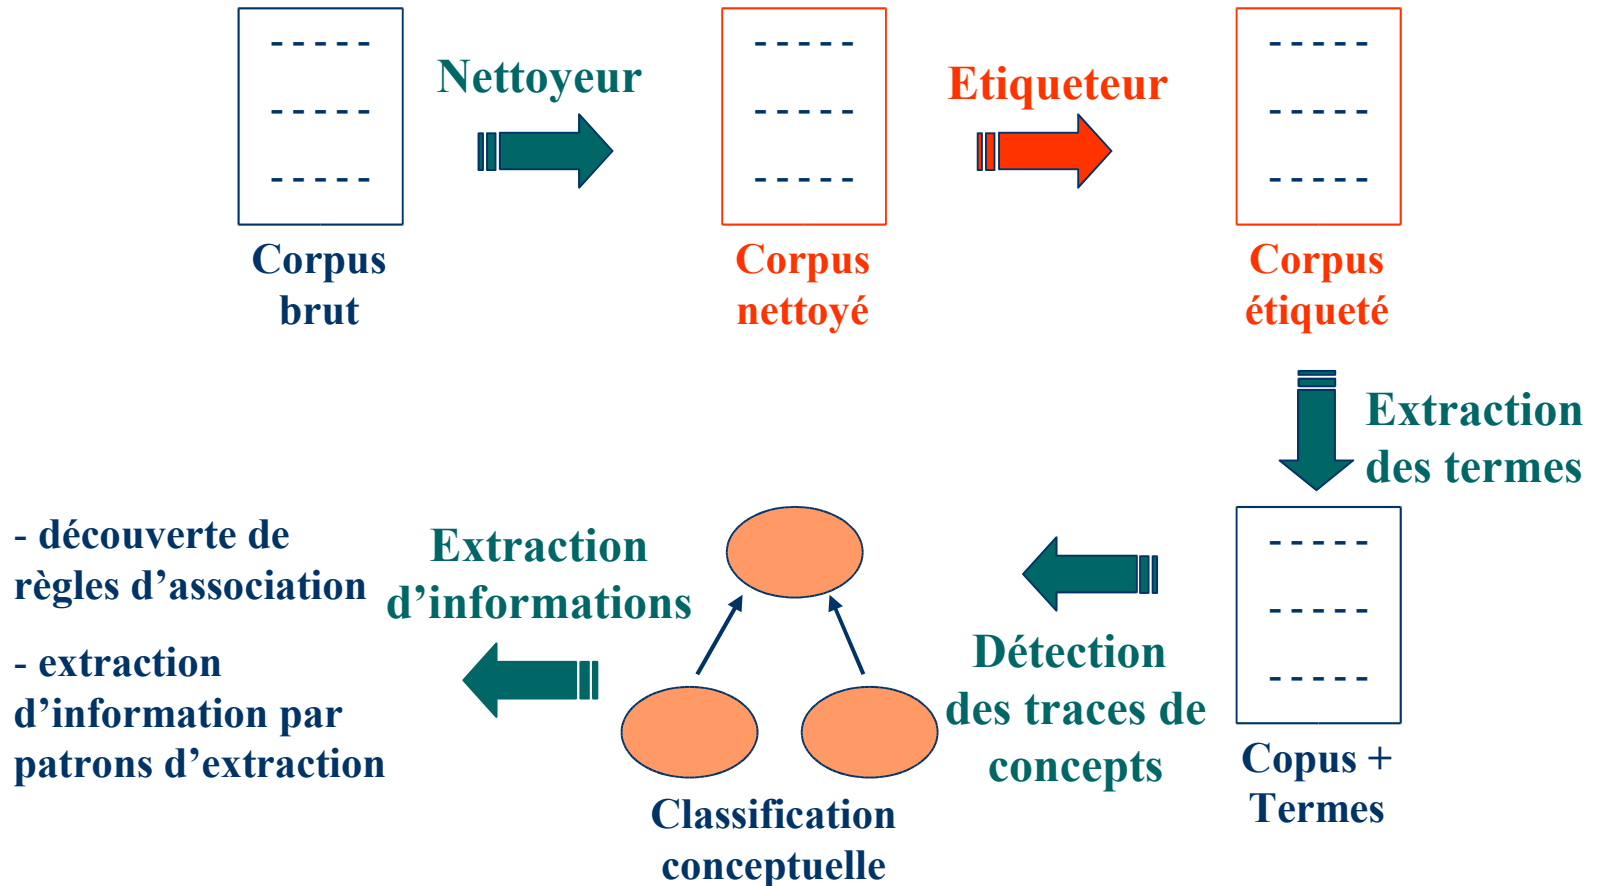 Nettoyeur
Etiqueteur
Corpus
brut
Corpus
nettoyé
Corpus
étiqueté
Extraction
des termes
Copus +
Termes
Détection
des traces de
concepts
Classification
conceptuelle
Extraction
d’informations
- découverte de
règles d’association
- extraction
d’information par
patrons d’extraction